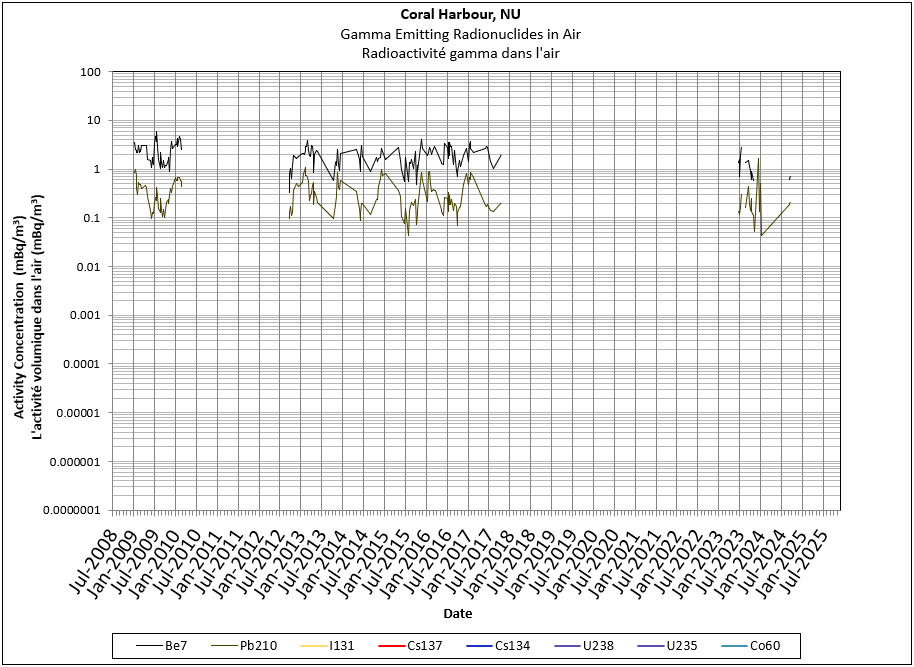 Coral Harbour, NU
Gamma Emitting Radionuclides in Air
Radioactivité gamma dans l'air
100
10
1
0.1
0.01
0.001
0.0001
0.00001
0.000001
0.0000001
Activity Concentration (mBq/m³)
L'activité volumique dans l'air (mBq/m³)
Jul-2008
Jan-2009
Jul-2009
Jan-2010
Jul-2010
Jan-2011
Jul-2011
Jan-2012
Jul-2012
Jan-2013
Jul-2013
Jan-2014
Jul-2014
Jan-2015
Jul-2015
Jan-2016
Jul-2016
Jan-2017
Jul-2017
Jan-2018
Jul-2018
Jan-2019
Jul-2019
Jan-2020
Jul-2020
Jan-2021
Jul-2021
Jan-2022
Jul-2022
Jan-2023
Jul-2023
Jan-2024
Jul-2024
Jan-2025
Jul-2025
Date
Be7 Pb210 I131 Cs137 Cs134 U238 U235 Co60